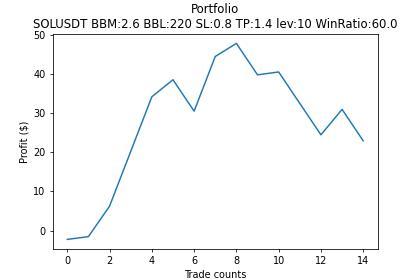 Portfolio
SOLUSDT BBM:2.6 BBL:220 SL:0.8 TP:1.4 lev:10 WinRatio:60.0
50
40
30
20
10
0
Profit ($)
0 2 4 6 8 10 12 14
Trade counts